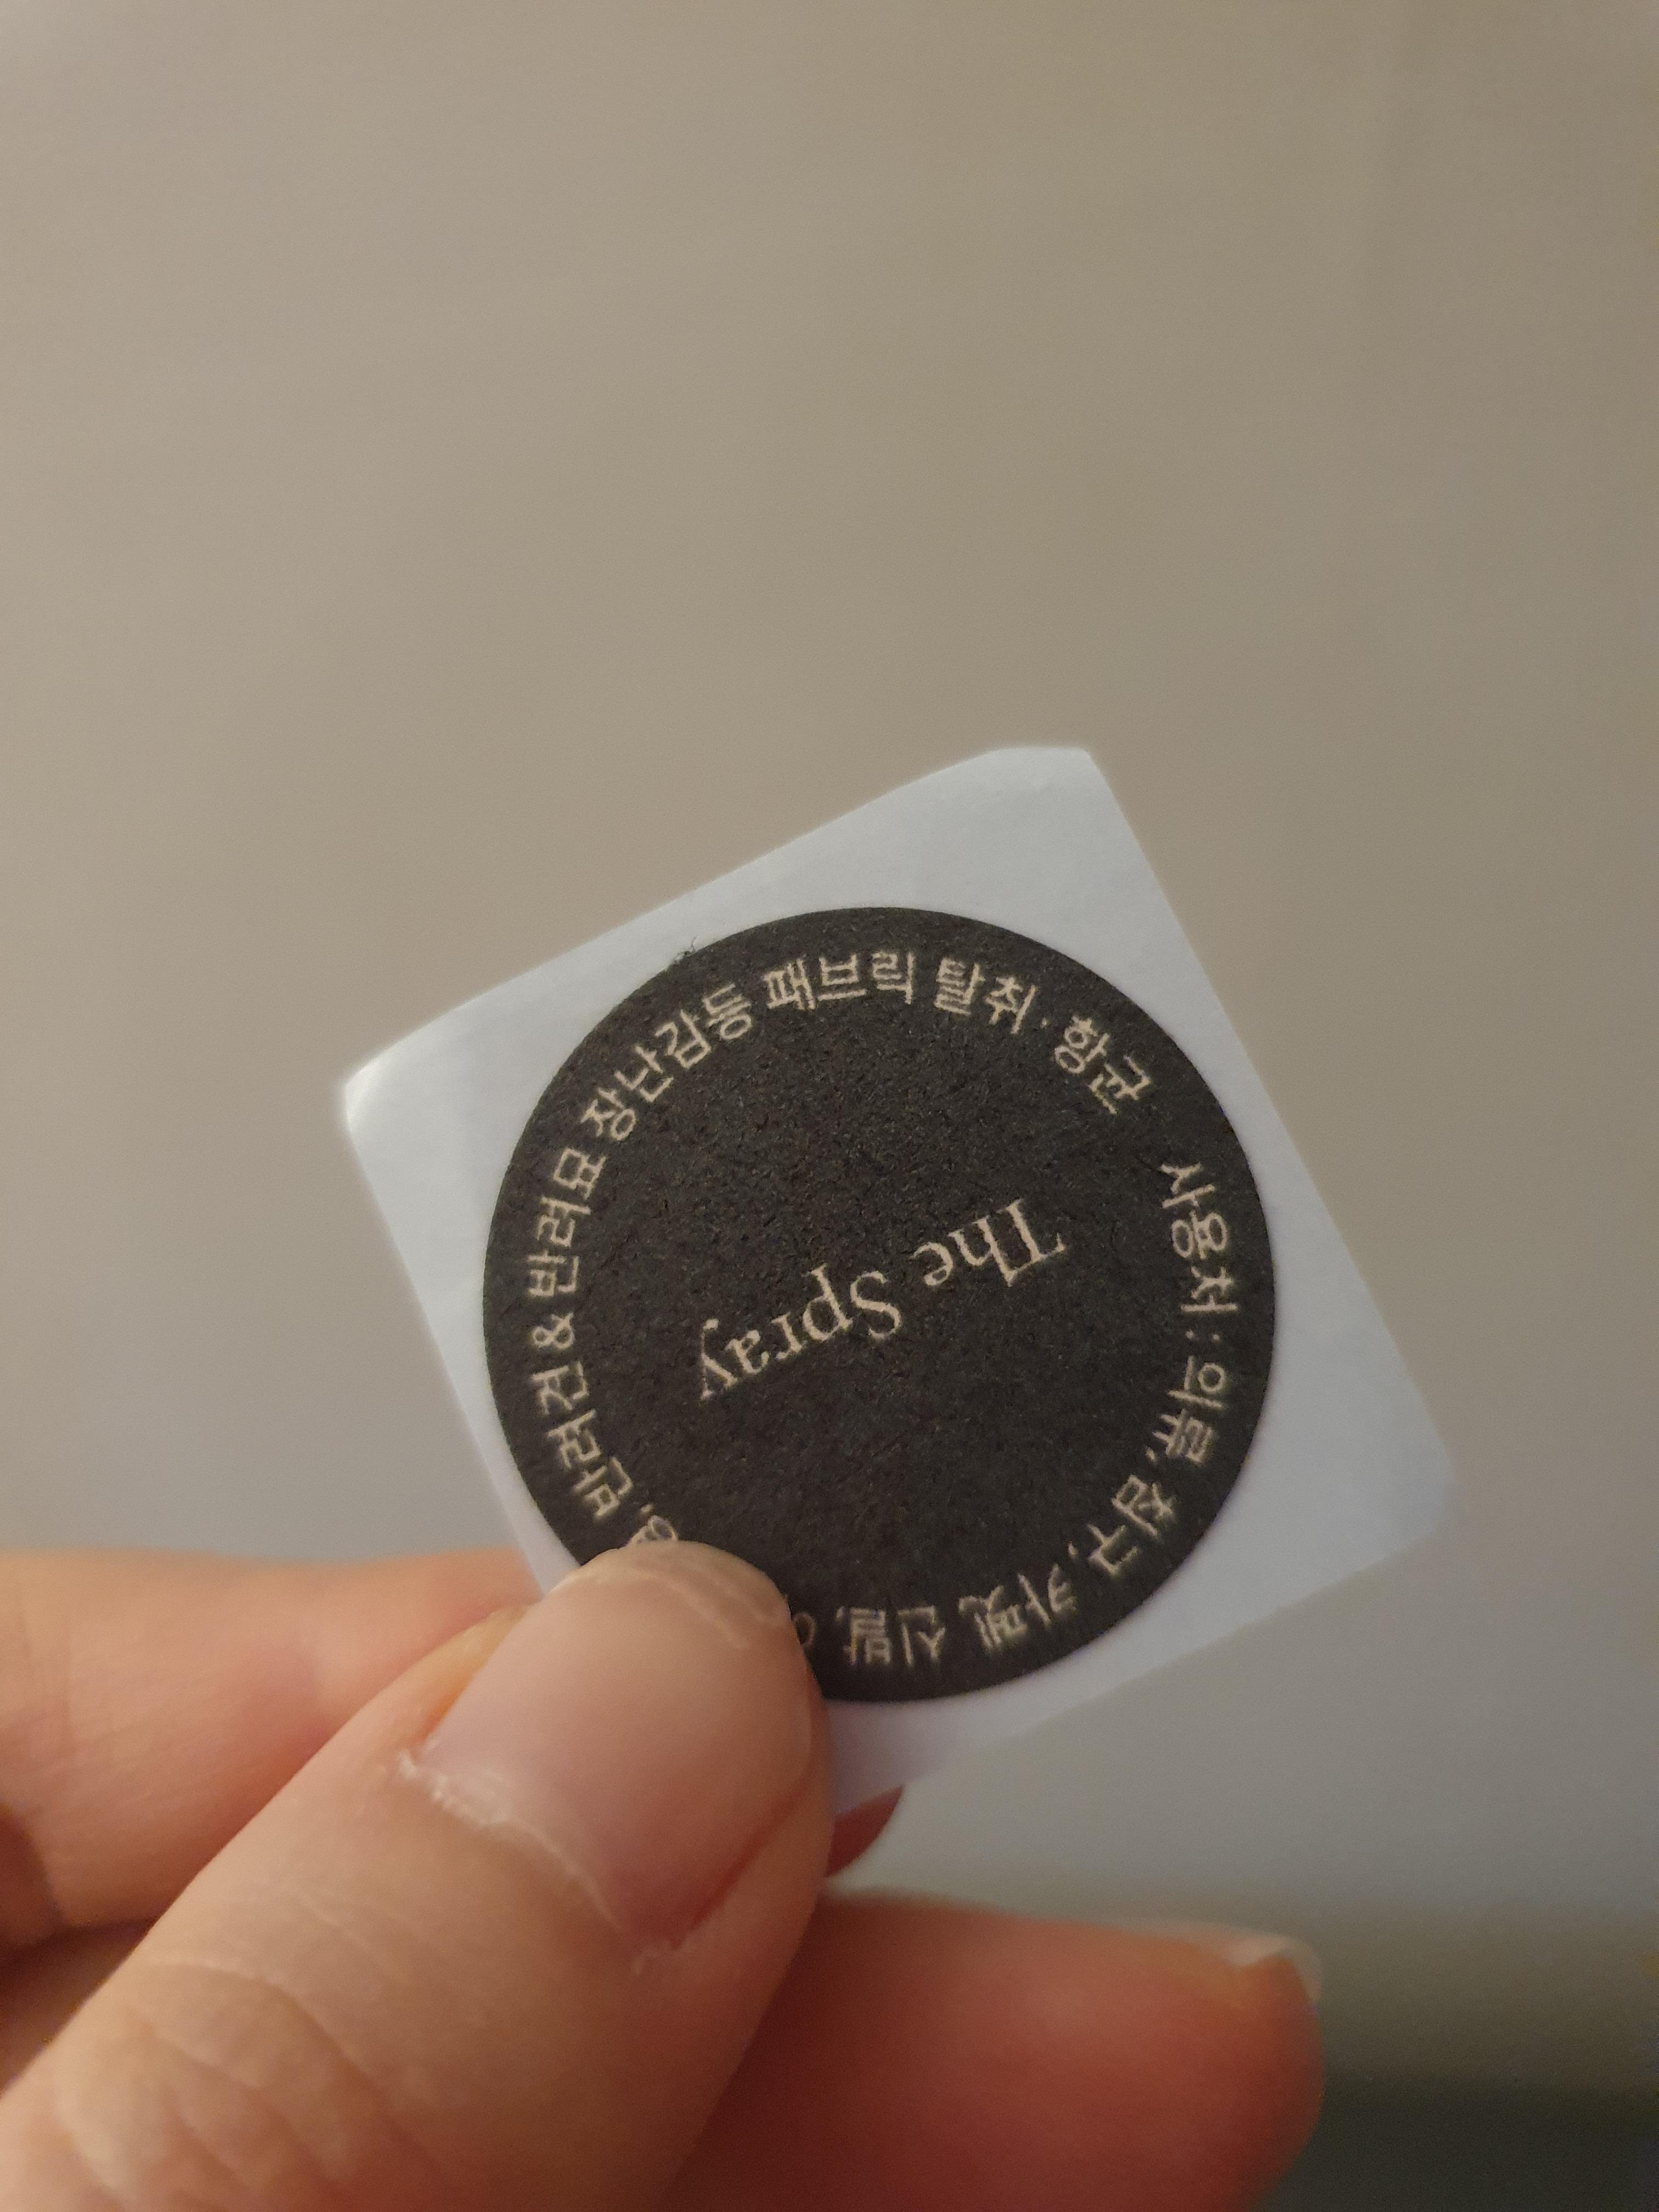 The Spray
사용처 : 의류, 침구, 카펫, 신발,
반려견 & 반려묘 장난감등 패브릭 탈취 · 항균